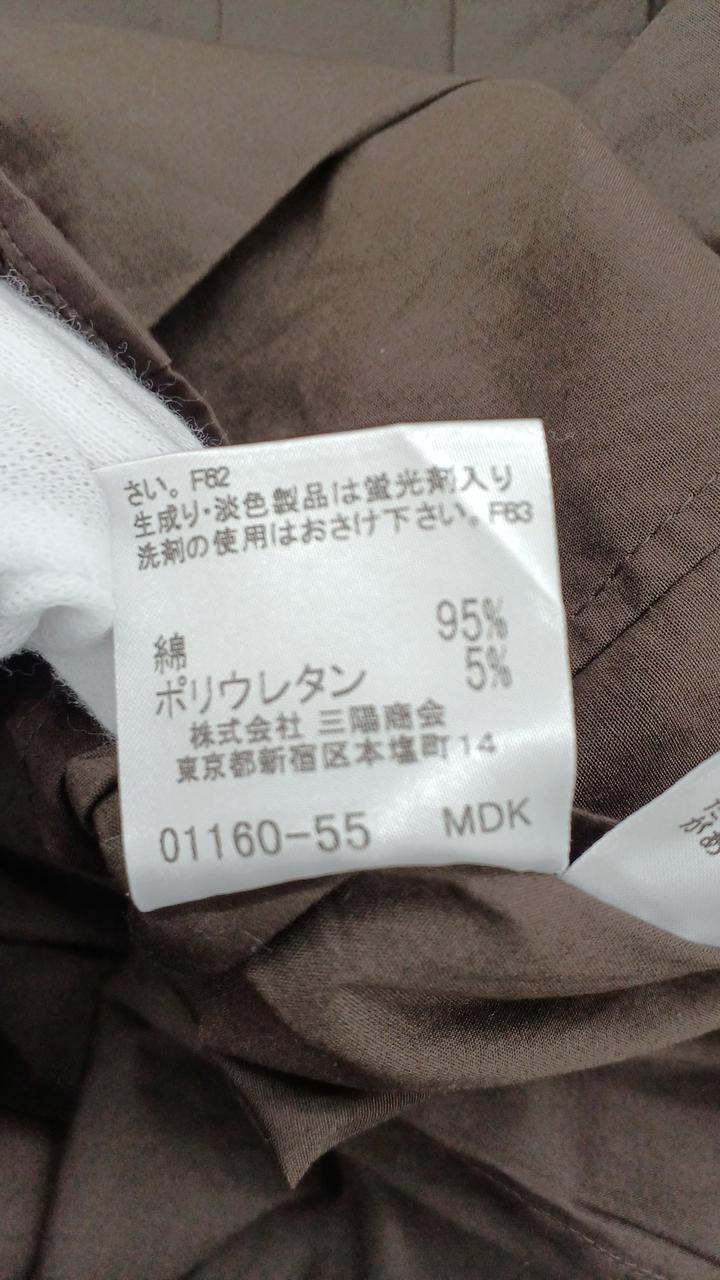 さい。F62
生成り・淡色製品は蛍光剤入り
洗剤の使用はおさけ下さい。F63
綿 95%
ポリウレタン 5%
株式会社 三陽商会
東京都新宿区本塩町14
01160-55 MDK